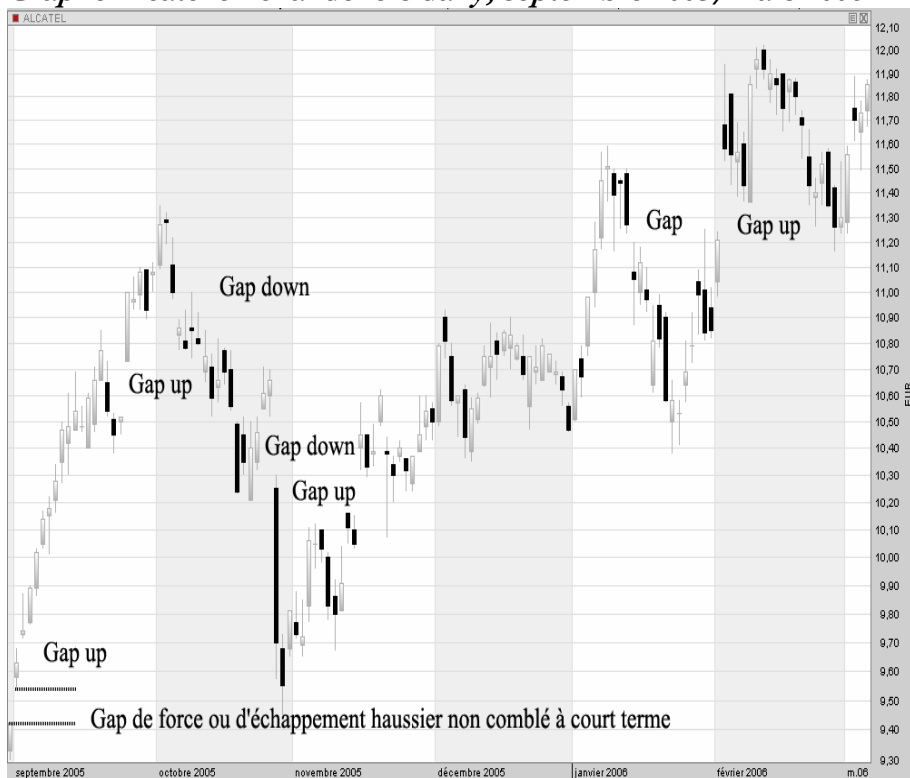 ALCATEL
12,10
12,00
11,90
11,80
11,70
11,60
11,50
11,40
11,30
11,20
11,10
11,00
10,90
10,80
10,70
10,60
10,50
10,40
10,30
10,20
10,10
10,00
9,90
9,80
9,70
9,60
9,50
9,40
9,30
EUR
Gap
Gap up
Gap down
Gap up
Gap down
Gap up
Gap up
Gap de force ou d'échappement haussier non comblé à court terme
septembre 2005 octobre 2005 novembre 2005 décembre 2005 janvier 2006 février 2006 m.06